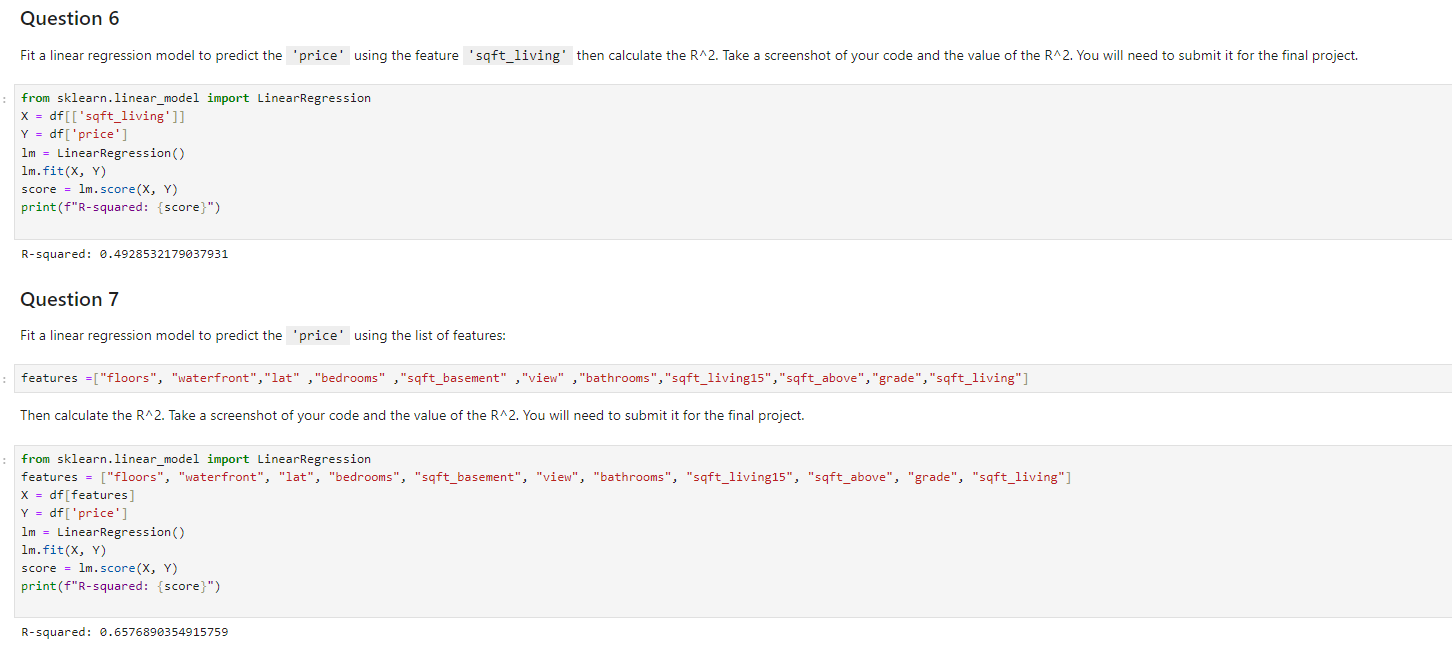 Question 6
Fit a linear regression model to predict the 'price' using the feature 'sqft_living' then calculate the R^2. Take a screenshot of your code and the value of the R^2. You will need to submit it for the final project.
:
from sklearn.linear_model import LinearRegression
X = df[['sqft_living']]
Y = df['price']
lm = LinearRegression()
lm.fit(X, Y)
score = lm.score(X, Y)
print(f"R-squared: {score}")
R-squared: 0.4928532179037931
Question 7
Fit a linear regression model to predict the 'price' using the list of features:
:
features =["floors", "waterfront","lat" ,"bedrooms" ,"sqft_basement" ,"view" ,"bathrooms","sqft_living15","sqft_above","grade","sqft_living"]
Then calculate the R^2. Take a screenshot of your code and the value of the R^2. You will need to submit it for the final project.
:
from sklearn.linear_model import LinearRegression
features = ["floors", "waterfront", "lat", "bedrooms", "sqft_basement", "view", "bathrooms", "sqft_living15", "sqft_above", "grade", "sqft_living"]
X = df[features]
Y = df['price']
lm = LinearRegression()
lm.fit(X, Y)
score = lm.score(X, Y)
print(f"R-squared: {score}")
R-squared: 0.6576890354915759